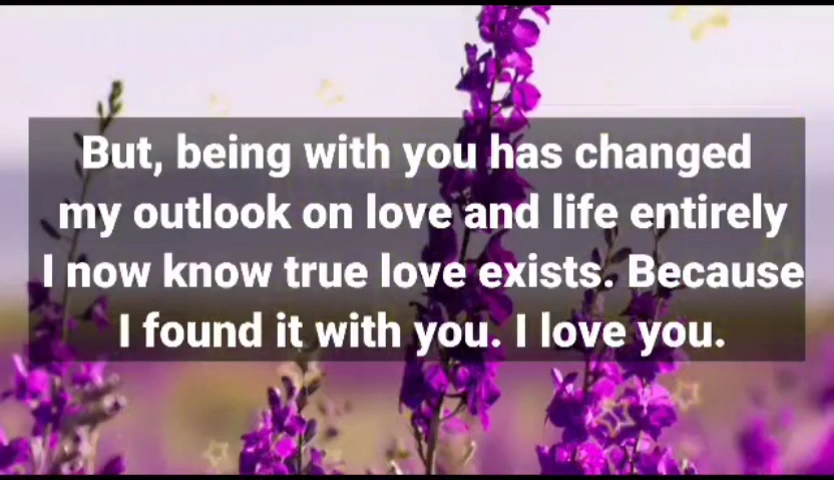 But, being with you has changed
my outlook on love and life entirely
I now know true love exists. Because
I found it with you. I love you.